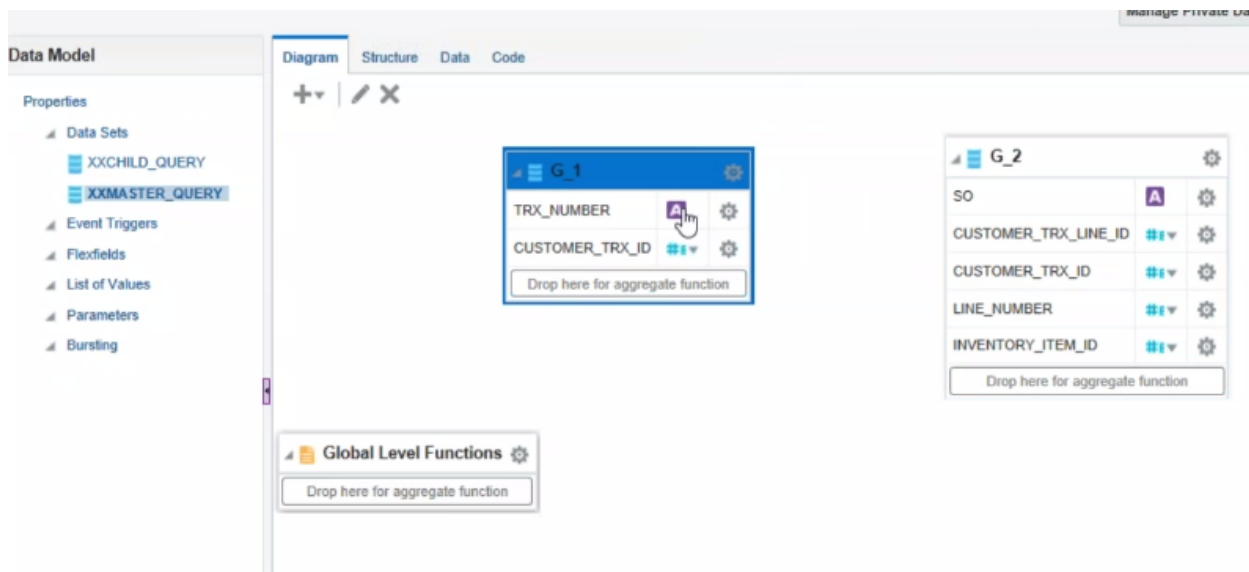 Manage Private Da
Data Model
Diagram Structure Data Code
Properties
Data Sets
XXCHILD_QUERY
XXMASTER_QUERY
Event Triggers
Flexfields
List of Values
Parameters
Bursting
G_1
TRX_NUMBER A
CUSTOMER_TRX_ID
Drop here for aggregate function
G_2
SO A
CUSTOMER_TRX_LINE_ID
CUSTOMER_TRX_ID
LINE_NUMBER
INVENTORY_ITEM_ID
Drop here for aggregate function
Global Level Functions
Drop here for aggregate function